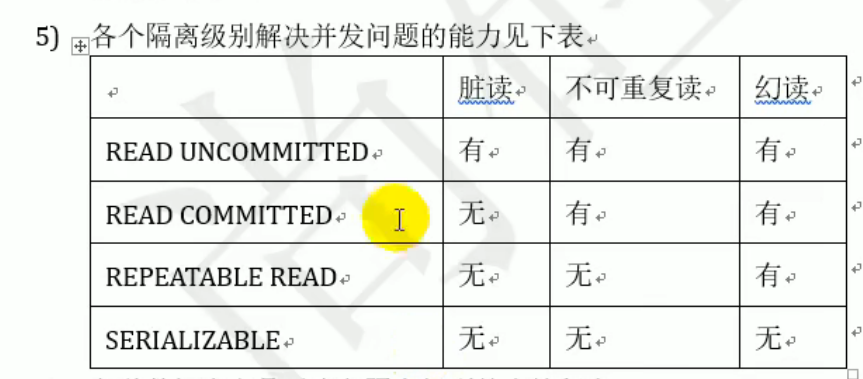 5) 各个隔离级别解决并发问题的能力见下表
脏读 不可重复读 幻读
READ UNCOMMITTED 有 有 有
READ COMMITTED 无 有 有
REPEATABLE READ 无 无 有
SERIALIZABLE 无 无 无